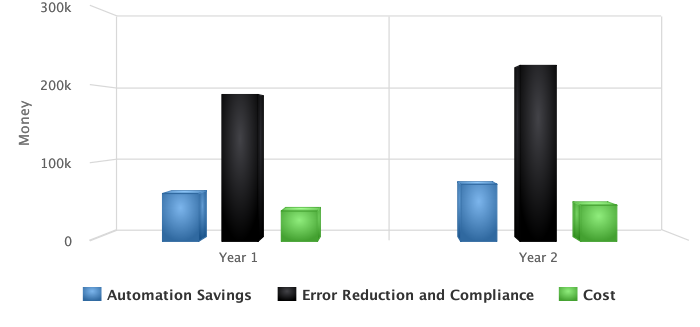 300k
200k
Money
100k
0
Year 1 Year 2
Automation Savings Error Reduction and Compliance Cost